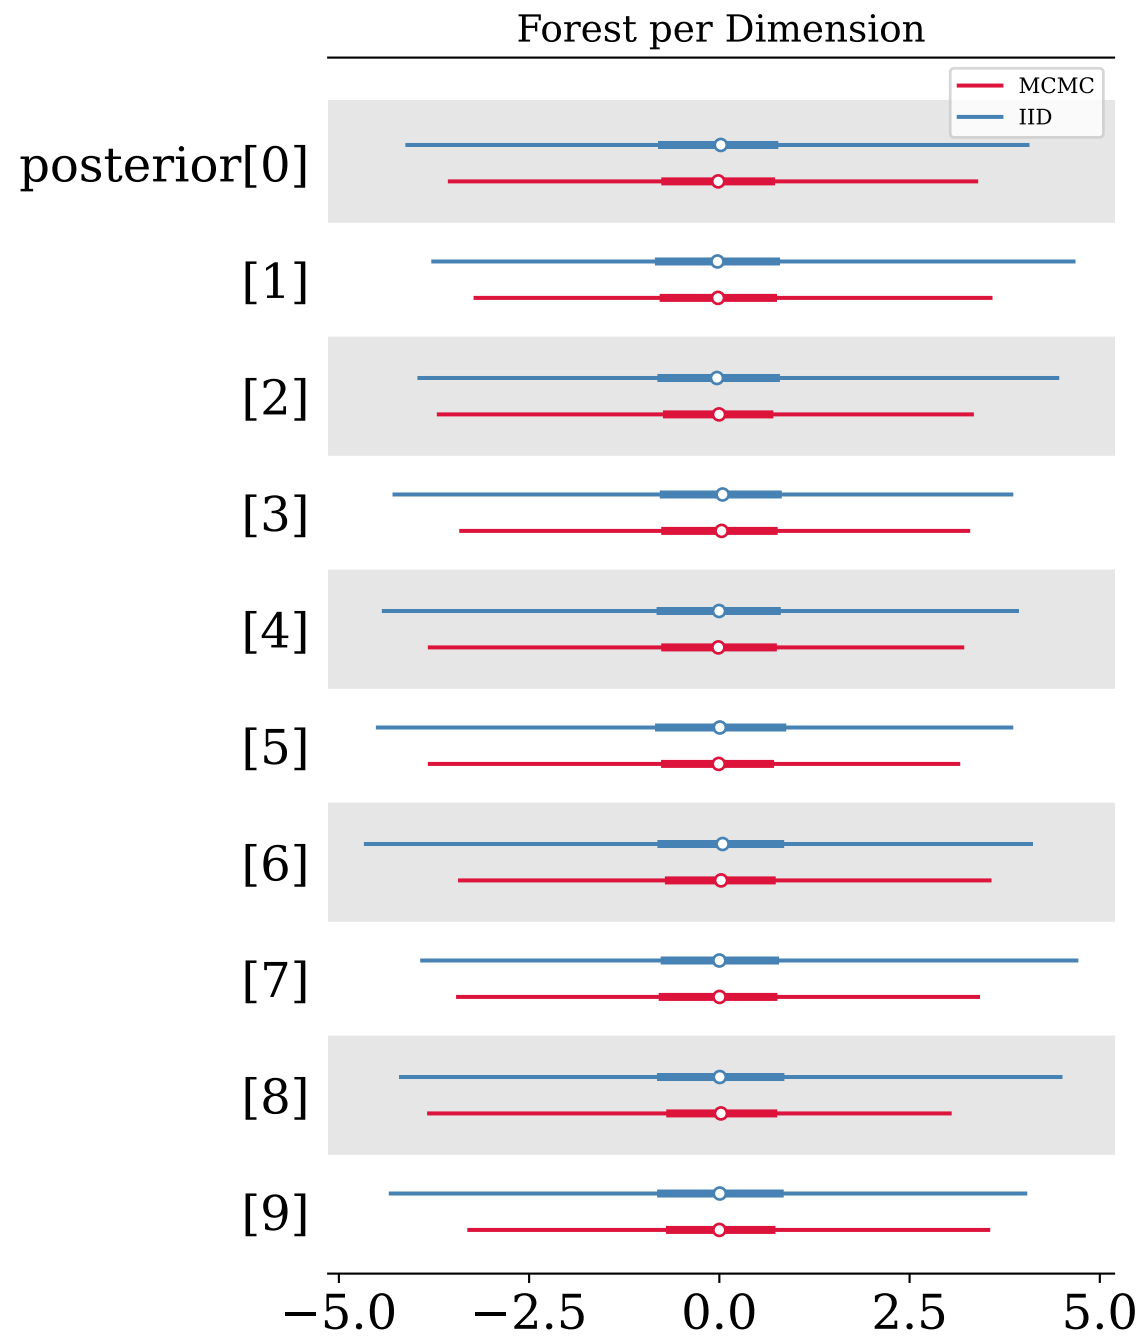 Forest per Dimension
MCMC
IID
posterior[0]
[1]
[2]
[3]
[4]
[5]
[6]
[7]
[8]
[9]
−5.0 −2.5 0.0 2.5 5.0